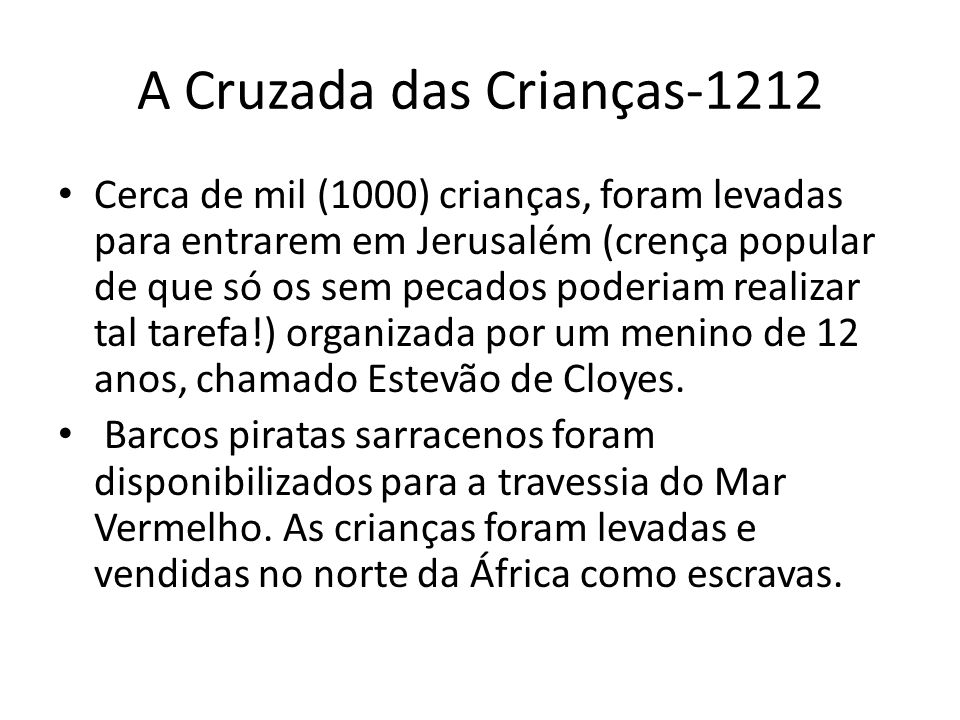 A Cruzada das Crianças-1212
• Cerca de mil (1000) crianças, foram levadas
para entrarem em Jerusalém (crença popular
de que só os sem pecados poderiam realizar
tal tarefa!) organizada por um menino de 12
anos, chamado Estevão de Cloyes.
• Barcos piratas sarracenos foram
disponibilizados para a travessia do Mar
Vermelho. As crianças foram levadas e
vendidas no norte da África como escravas.